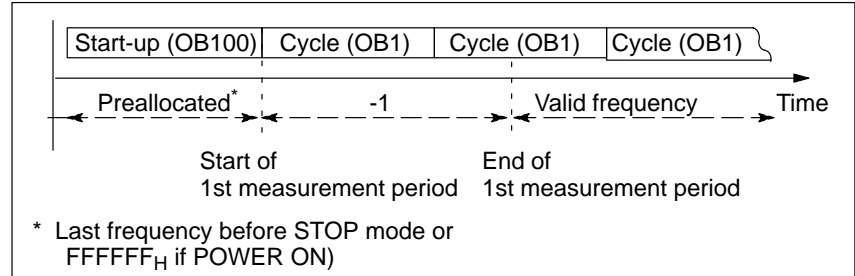 Start-up (OB100) Cycle (OB1) Cycle (OB1) Cycle (OB1)
Preallocated* -1 Valid frequency Time
Start of 1st measurement period
End of 1st measurement period
* Last frequency before STOP mode or
FFFFFFH if POWER ON)